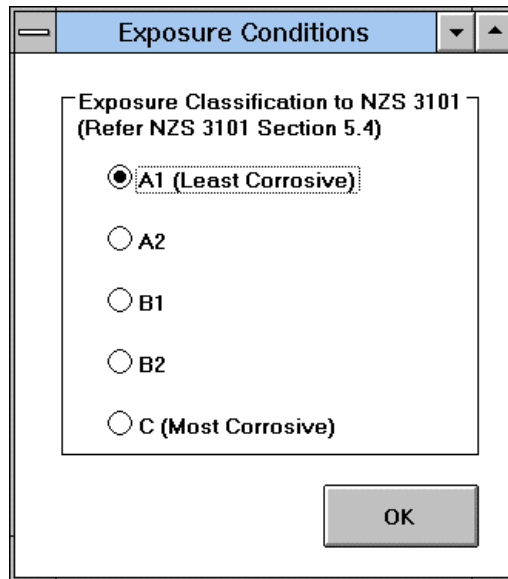 Exposure Conditions
Exposure Classification to NZS 3101
(Refer NZS 3101 Section 5.4)
A1 (Least Corrosive)
A2
B1
B2
C (Most Corrosive)
OK